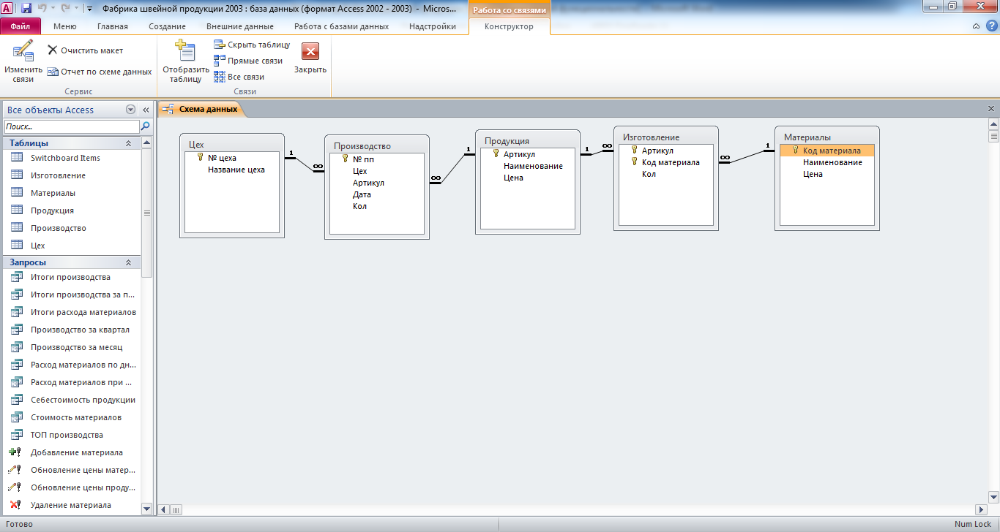 Фабрика швейной продукции 2003 : база данных (формат Access 2002 - 2003) - Micros...
Работа со связями
Файл
Меню
Главная
Создание
Внешние данные
Работа с базами данных
Надстройки
Конструктор
Изменить связи
Очистить макет
Отчет по схеме данных
Сервис
Отобразить таблицу
Скрыть таблицу
Прямые связи
Все связи
Закрыть
Связи
Все объекты Access
Поиск...
Таблицы
Switchboard Items
Изготовление
Материалы
Продукция
Производство
Цех
Запросы
Итоги производства
Итоги производства за п...
Итоги расхода материалов
Производство за квартал
Производство за месяц
Расход материалов по дн...
Расход материалов при ...
Себестоимость продукции
Стоимость материалов
ТОП производства
Добавление материала
Обновление цены матер...
Обновление цены проду...
Удаление материала
Схема данных
Цех
№ цеха
Название цеха
1
∞
Производство
№ пп
Цех
Артикул
Дата
Кол
∞
1
Продукция
Артикул
Наименование
Цена
1
∞
Изготовление
Артикул
Код материала
Кол
∞
1
Материалы
Код материала
Наименование
Цена
Готово
Num Lock